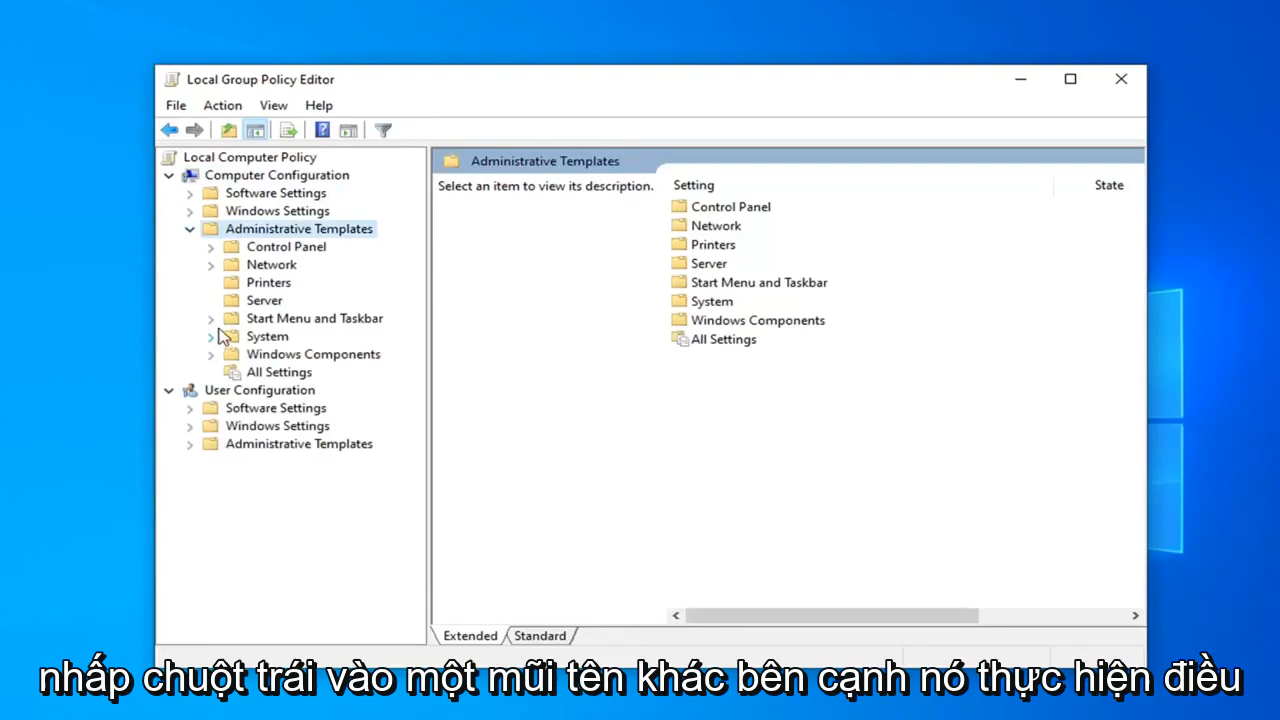 Local Group Policy Editor
File Action View Help
Local Computer Policy
Computer Configuration
Software Settings
Windows Settings
Administrative Templates
Control Panel
Network
Printers
Server
Start Menu and Taskbar
System
Windows Components
All Settings
User Configuration
Software Settings
Windows Settings
Administrative Templates
Administrative Templates
Select an item to view its description.
Setting State
Control Panel
Network
Printers
Server
Start Menu and Taskbar
System
Windows Components
All Settings
Extended Standard
nhấp chuột trái vào một mũi tên khác bên cạnh nó thực hiện điều